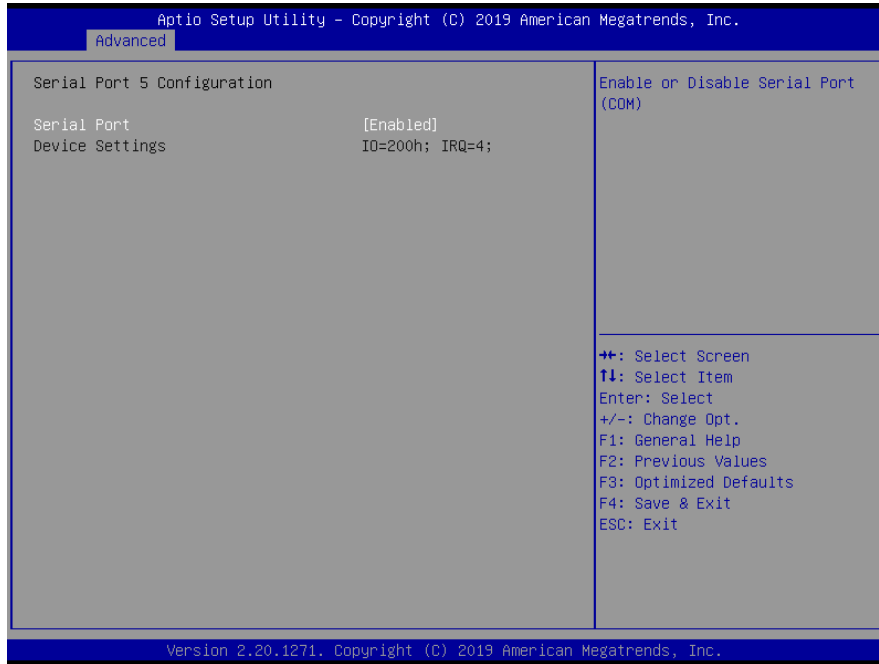 Aptio Setup Utility – Copyright (C) 2019 American Megatrends, Inc.
Advanced
Serial Port 5 Configuration
Serial Port [Enabled]
Device Settings IO=200h; IRQ=4;
Enable or Disable Serial Port
(COM)
→←: Select Screen
↑↓: Select Item
Enter: Select
+/-: Change Opt.
F1: General Help
F2: Previous Values
F3: Optimized Defaults
F4: Save & Exit
ESC: Exit
Version 2.20.1271. Copyright (C) 2019 American Megatrends, Inc.